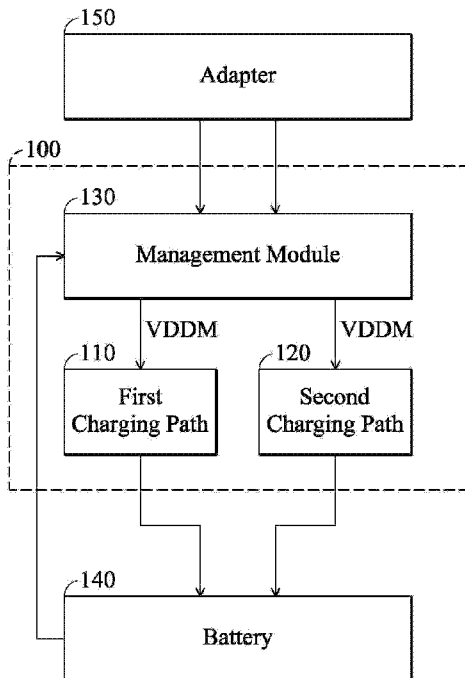 150
Adapter
100
130
Management Module
VDDM
VDDM
110
120
First
Charging Path
Second
Charging Path
140
Battery